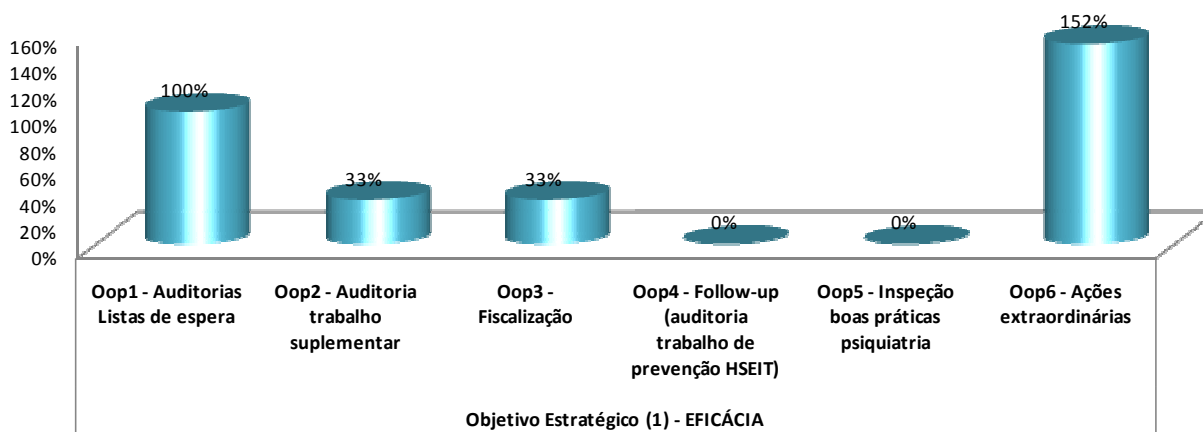 160%
140%
120%
100%
80%
60%
40%
20%
0%
100%
33%
33%
0%
0%
152%
Oop1 - Auditorias
Listas de espera
Oop2 - Auditoria
trabalho
suplementar
Oop3 -
Fiscalização
Oop4 - Follow-up
(auditoria
trabalho de
prevenção HSEIT)
Oop5 - Inspeção
boas práticas
psiquiatria
Oop6 - Ações
extraordinárias
Objetivo Estratégico (1) - EFICÁCIA